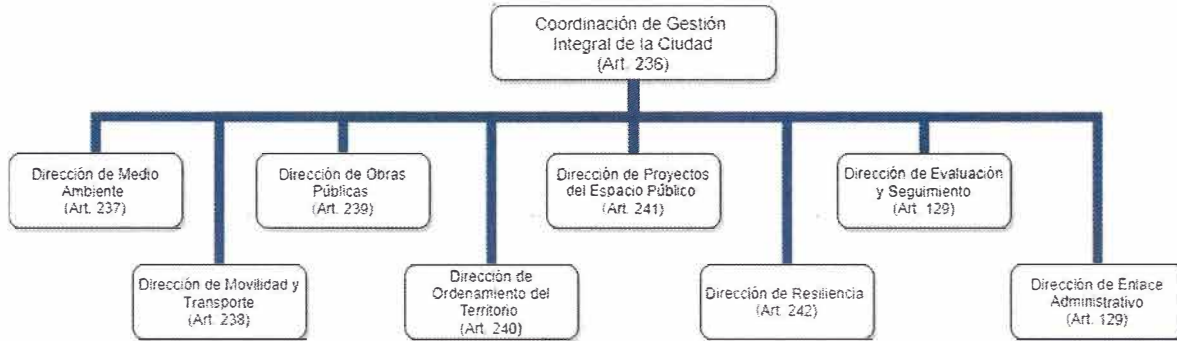 Coordinación de Gestión
Integral de la Ciudad
(Art. 236)
Dirección de Medio
Ambiente
(Art. 237)
Dirección de Obras
Públicas
(Art. 239)
Dirección de Proyectos
del Espacio Público
(Art. 241)
Dirección de Evaluación
y Seguimiento
(Art. 129)
Dirección de Movilidad y
Transporte
(Art. 238)
Dirección de
Ordenamiento del
Territorio
(Art. 240)
Dirección de Resiliencia
(Art. 242)
Dirección de Enlace
Administrativo
(Art. 129)